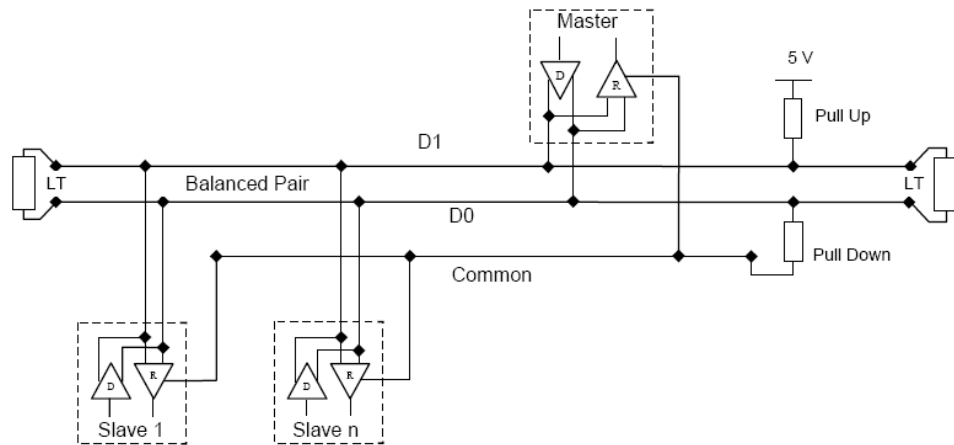 Master
D
R
5 V
Pull Up
D1
LT
Balanced Pair
LT
D0
Common
Pull Down
D
R
Slave 1
D
R
Slave n